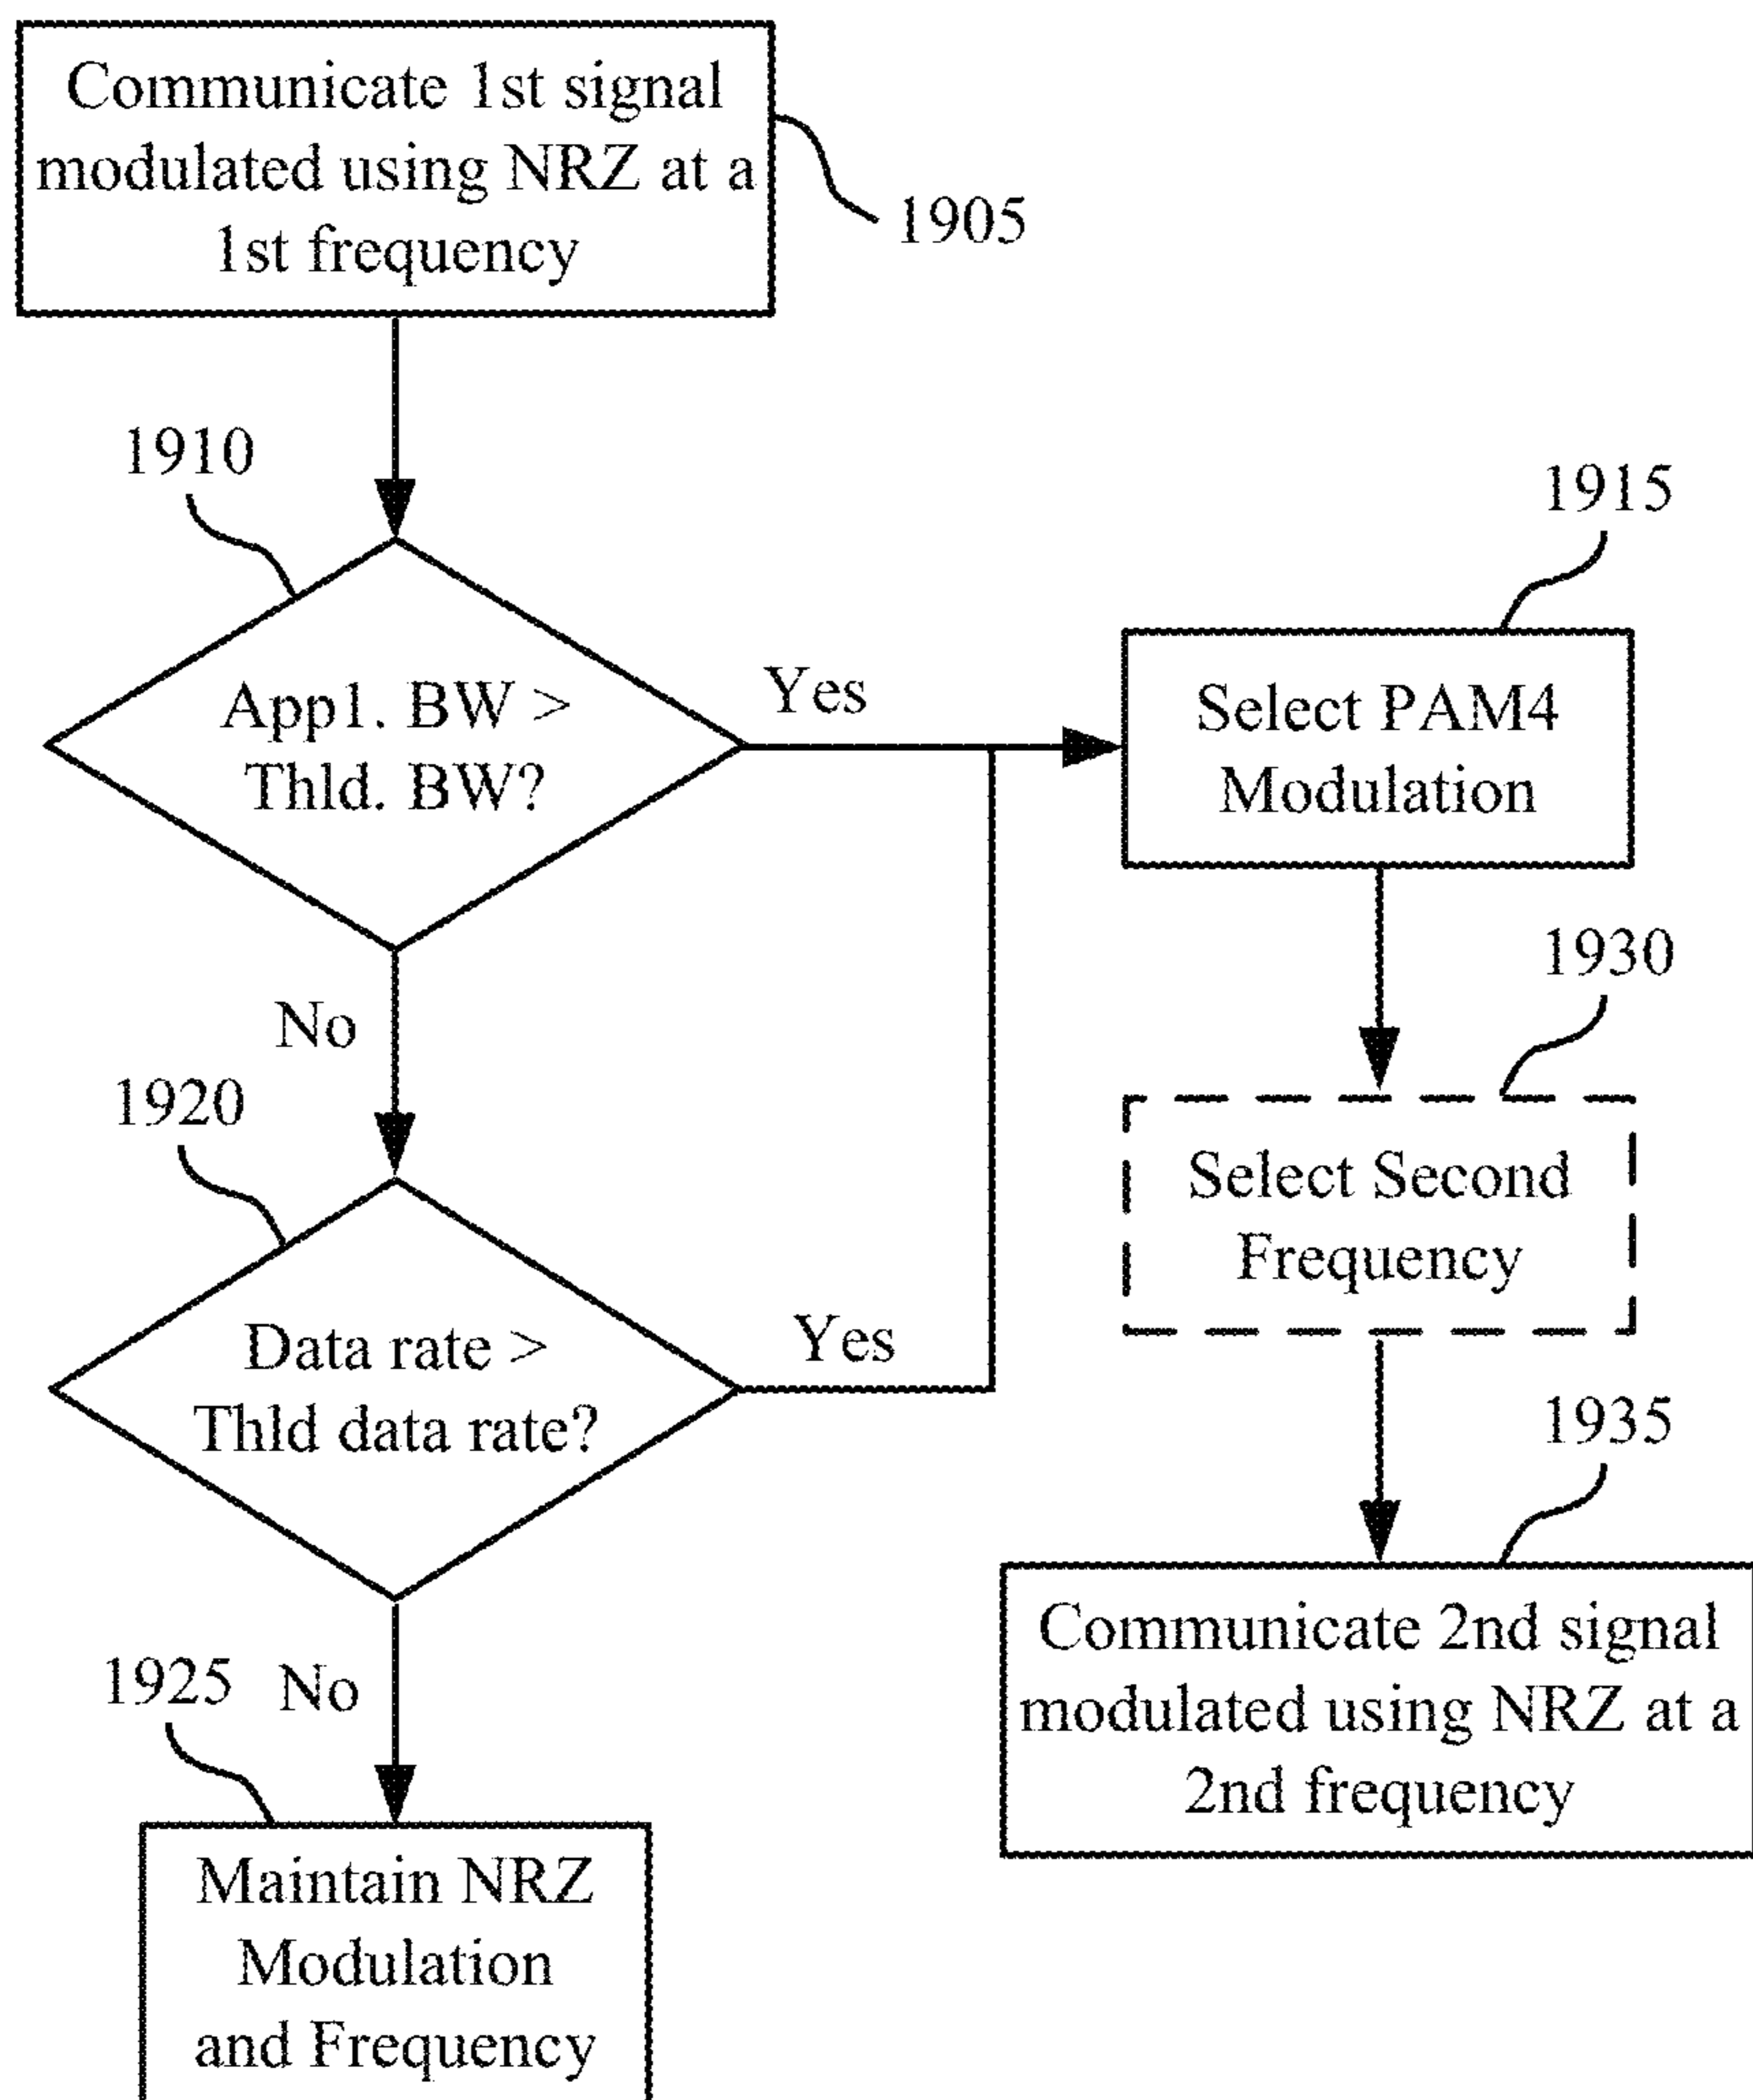 Communicate 1st signal
modulated using NRZ at a
1st frequency
1905
1910
App1. BW >
Thld. BW?
Yes
1915
Select PAM4
Modulation
No
1930
Select Second
Frequency
1920
Data rate >
Thld data rate?
Yes
1935
Communicate 2nd signal
modulated using NRZ at a
2nd frequency
1925
No
Maintain NRZ
Modulation
and Frequency